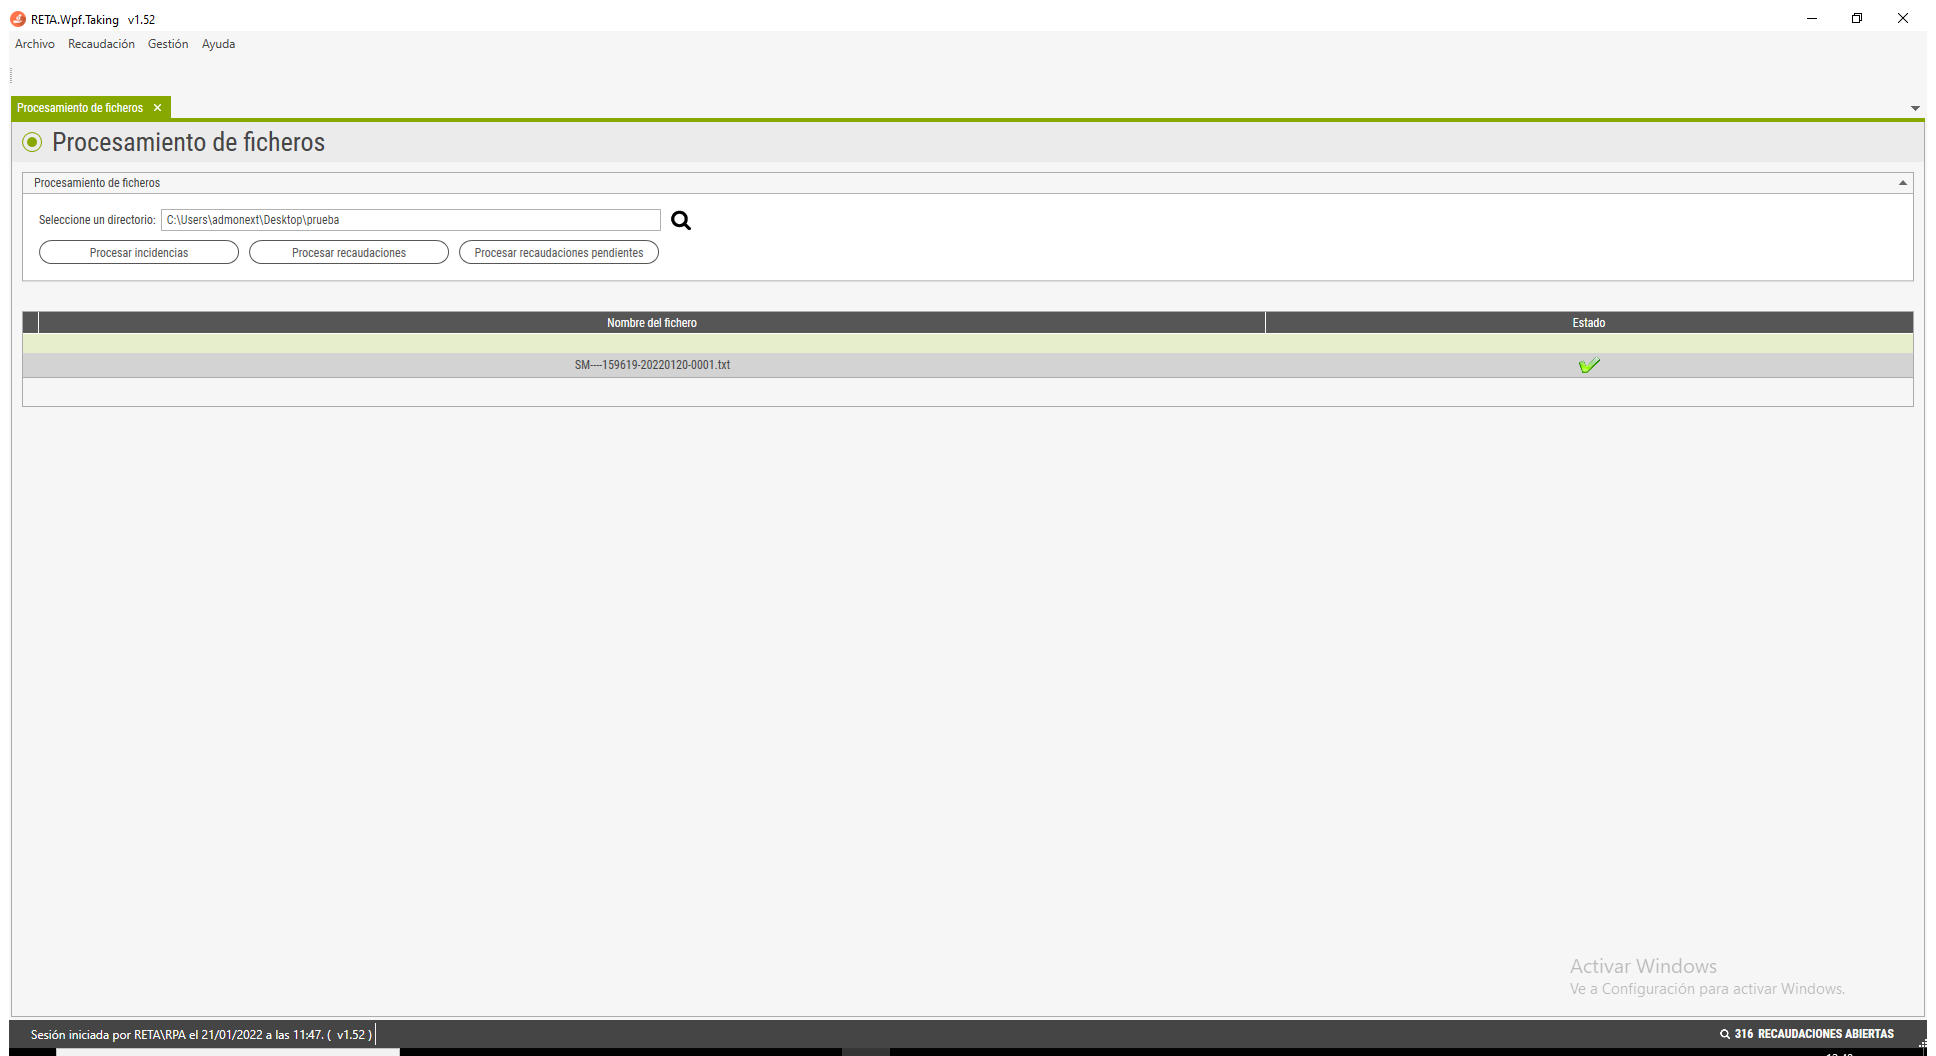 RETA.Wpf.Taking v1.52
Archivo Recaudación Gestión Ayuda
Procesamiento de ficheros
Procesamiento de ficheros
Procesamiento de ficheros
Seleccione un directorio: C:\Users\admonext\Desktop\prueba
Procesar incidencias Procesar recaudaciones Procesar recaudaciones pendientes
Nombre del fichero Estado
SM----159619-20220120-0001.txt
Activar Windows
Ve a Configuración para activar Windows.
Sesión iniciada por RETA\RPA el 21/01/2022 a las 11:47. ( v1.52 ) 316 RECAUDACIONES ABIERTAS